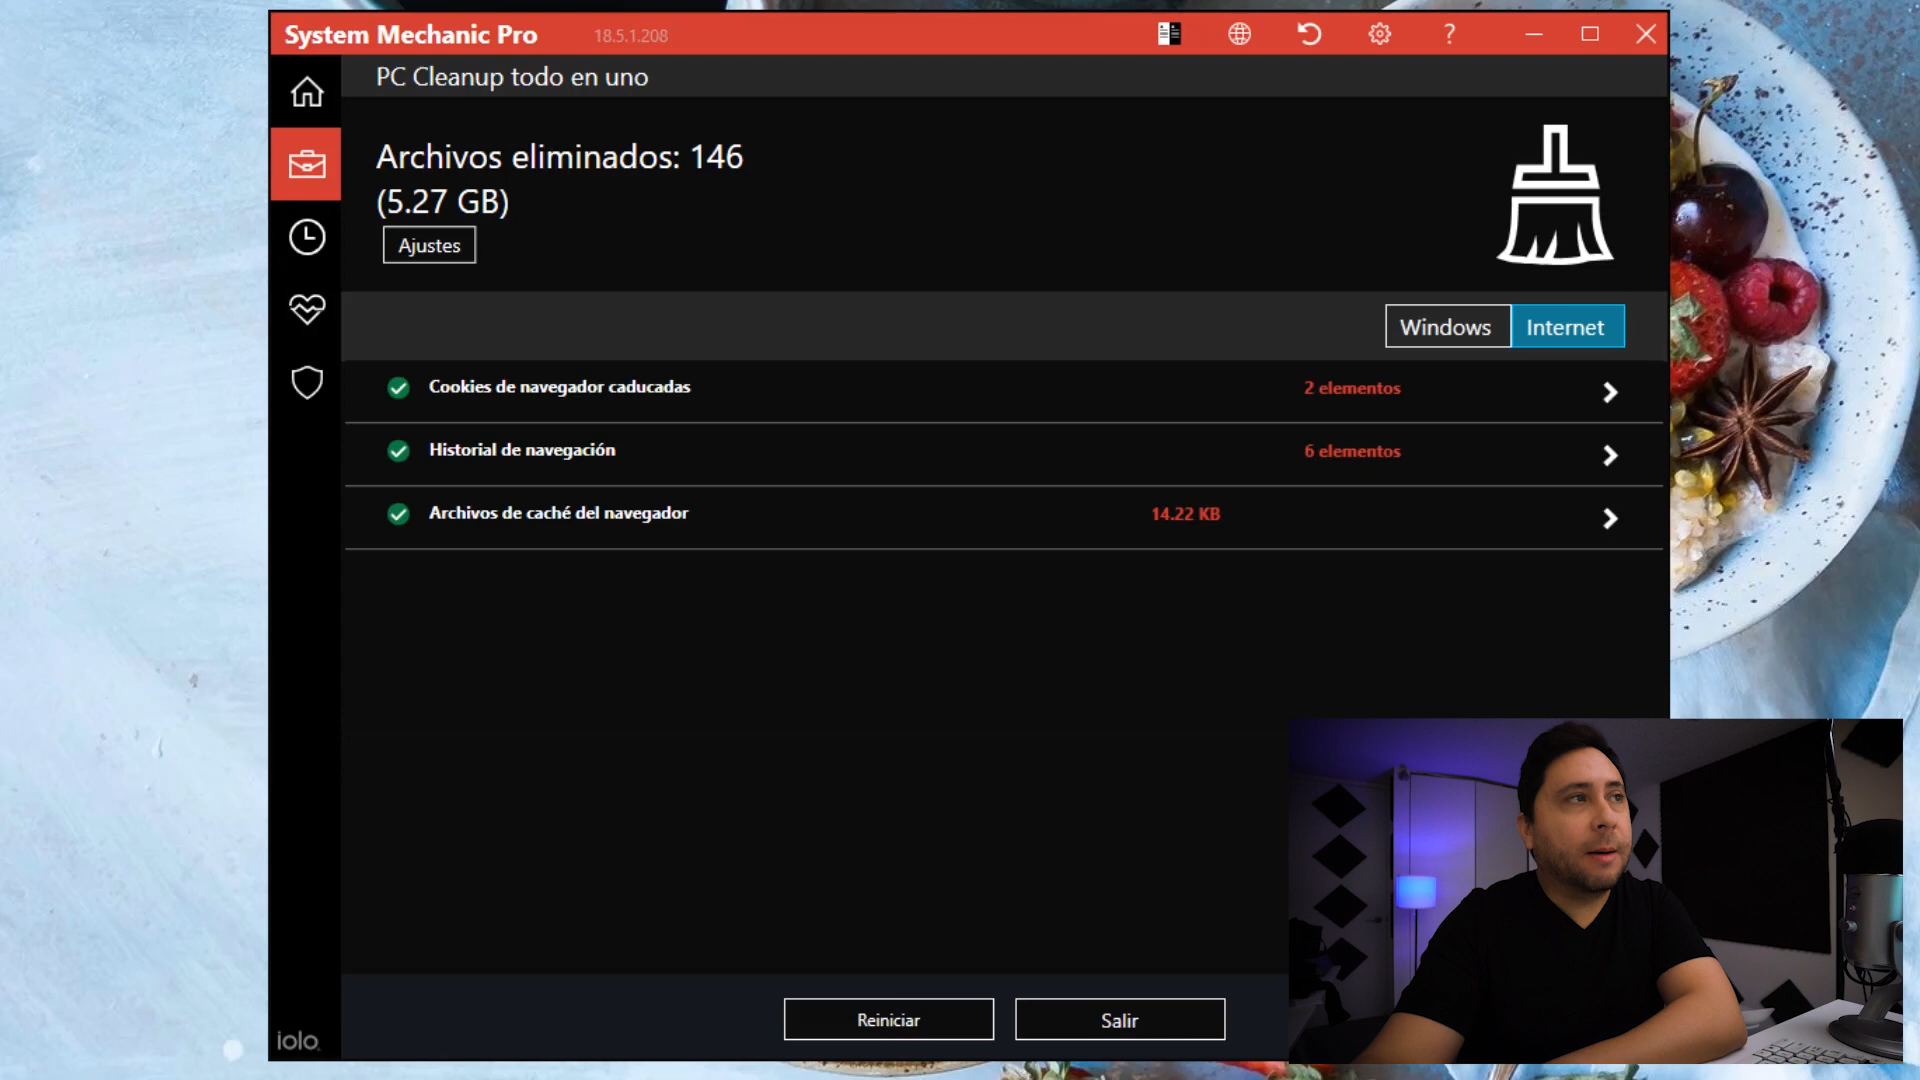 System Mechanic Pro
18.5.1.208
?
PC Cleanup todo en uno
Archivos eliminados: 146
(5.27 GB)
Ajustes
Windows
Internet
Cookies de navegador caducadas
2 elementos
Historial de navegación
6 elementos
Archivos de caché del navegador
14.22 KB
Reiniciar
Salir
iolo